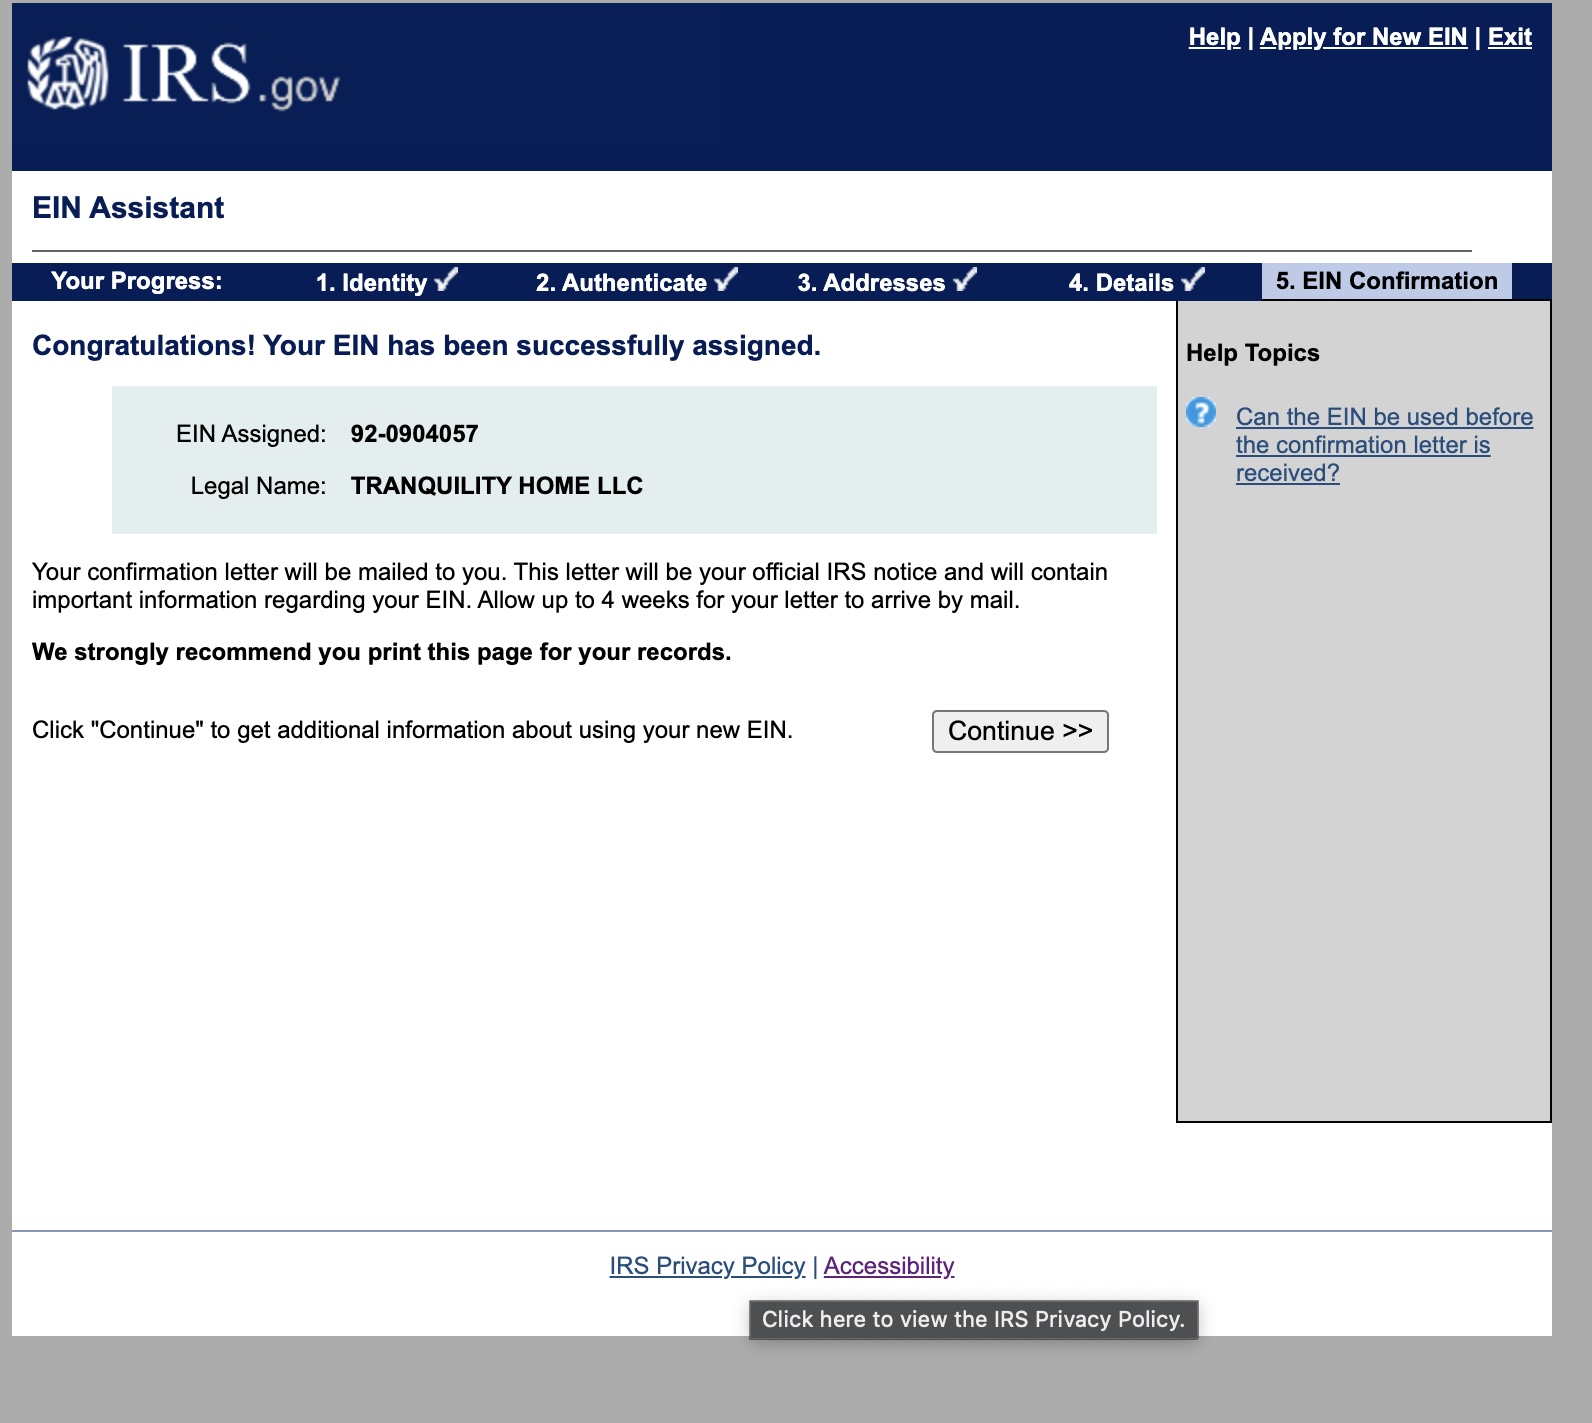 IRS.gov
Help | Apply for New EIN | Exit
EIN Assistant
Your Progress: 1. Identity 2. Authenticate 3. Addresses 4. Details 5. EIN Confirmation
Congratulations! Your EIN has been successfully assigned.
EIN Assigned: 92-0904057
Legal Name: TRANQUILITY HOME LLC
Your confirmation letter will be mailed to you. This letter will be your official IRS notice and will contain
important information regarding your EIN. Allow up to 4 weeks for your letter to arrive by mail.
We strongly recommend you print this page for your records.
Click "Continue" to get additional information about using your new EIN. Continue >>
Help Topics
Can the EIN be used before
the confirmation letter is
received?
IRS Privacy Policy | Accessibility
Click here to view the IRS Privacy Policy.